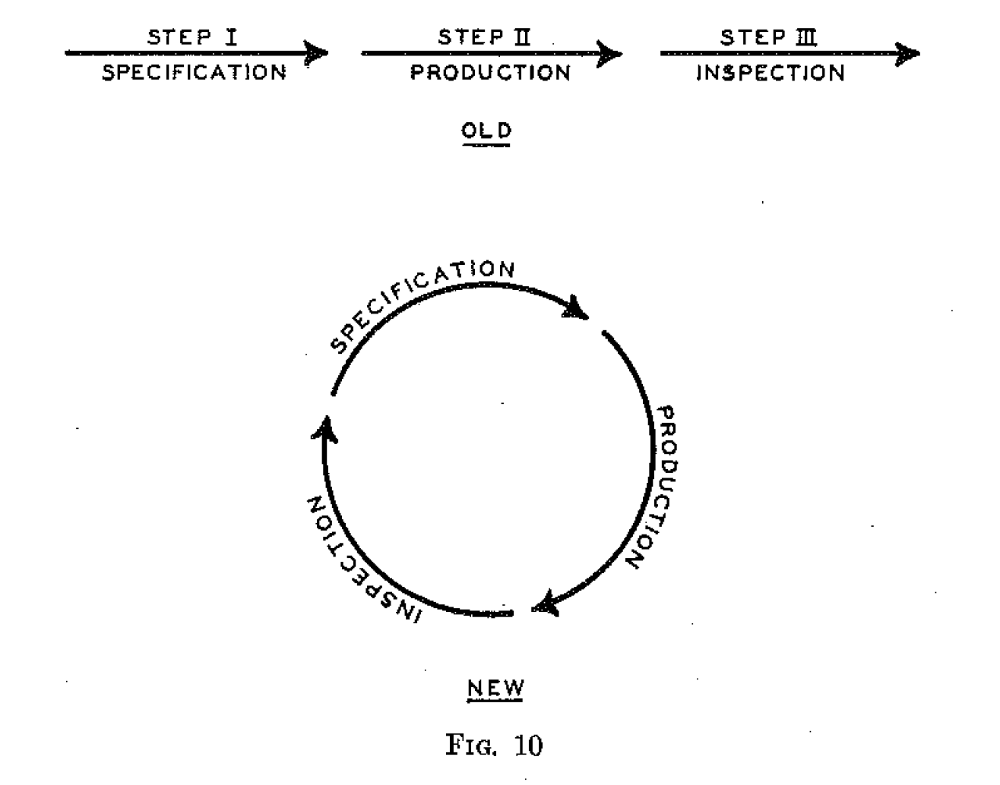 STEP I
SPECIFICATION
STEP II
PRODUCTION
STEP III
INSPECTION
OLD
SPECIFICATION
PRODUCTION
INSPECTION
NEW
FIG. 10